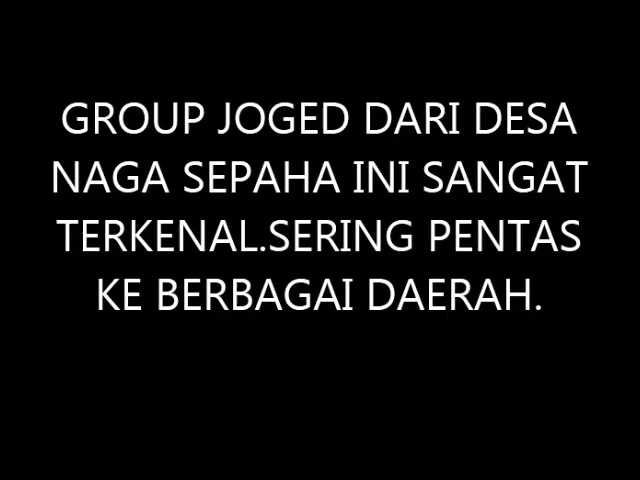 GROUP JOGED DARI DESA
NAGA SEPAHA INI SANGAT
TERKENAL.SERING PENTAS
KE BERBAGAI DAERAH.